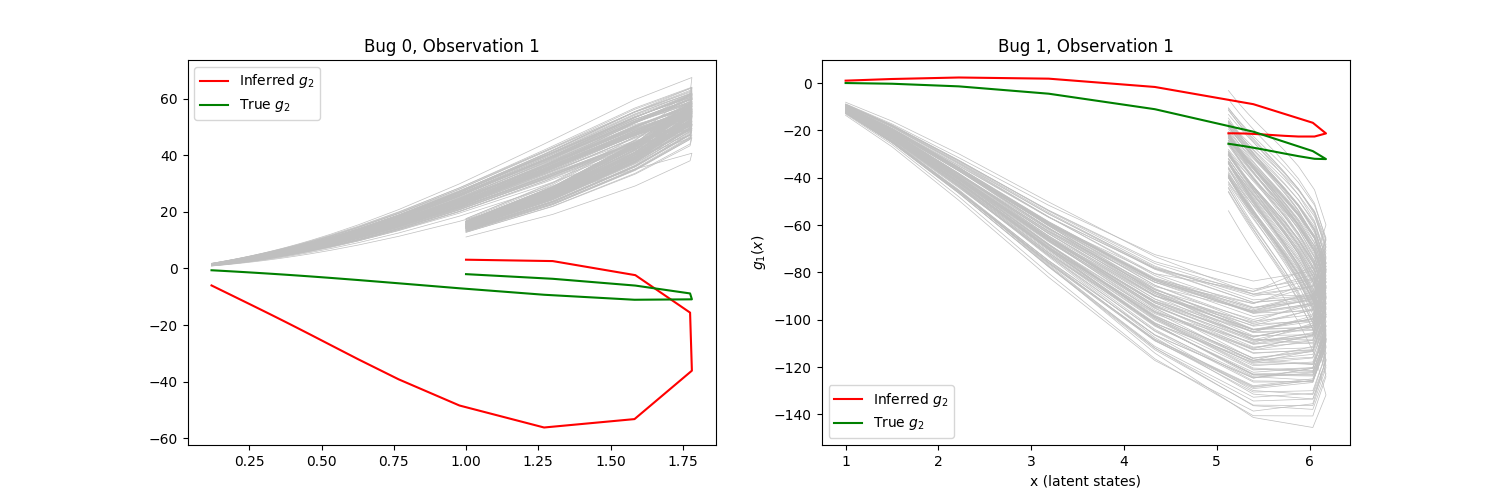 Bug 0, Observation 1
Inferred g₂
True g₂
60
40
20
0
−20
−40
−60
0.25 0.50 0.75 1.00 1.25 1.50 1.75
Bug 1, Observation 1
g₁(x)
0
−20
−40
−60
−80
−100
−120
−140
Inferred g₂
True g₂
1 2 3 4 5 6
x (latent states)